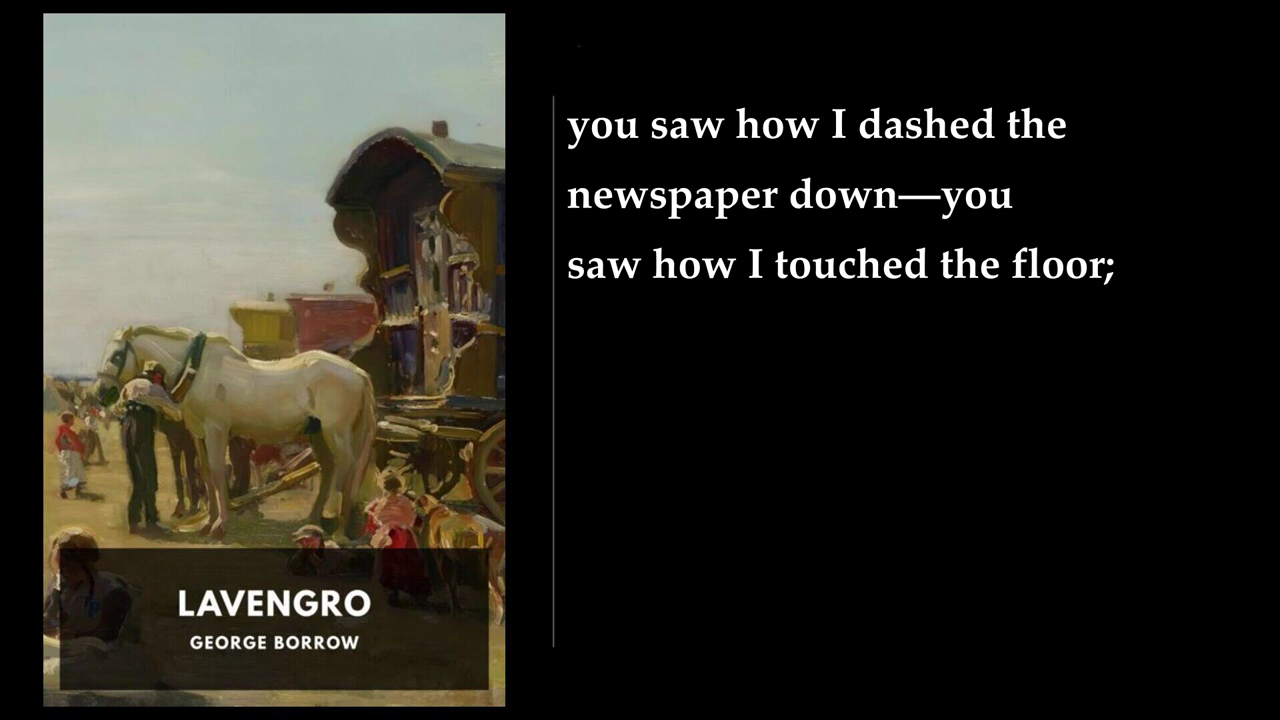 you saw how I dashed the
newspaper down—you
saw how I touched the floor;
LAVENGRO
GEORGE BORROW